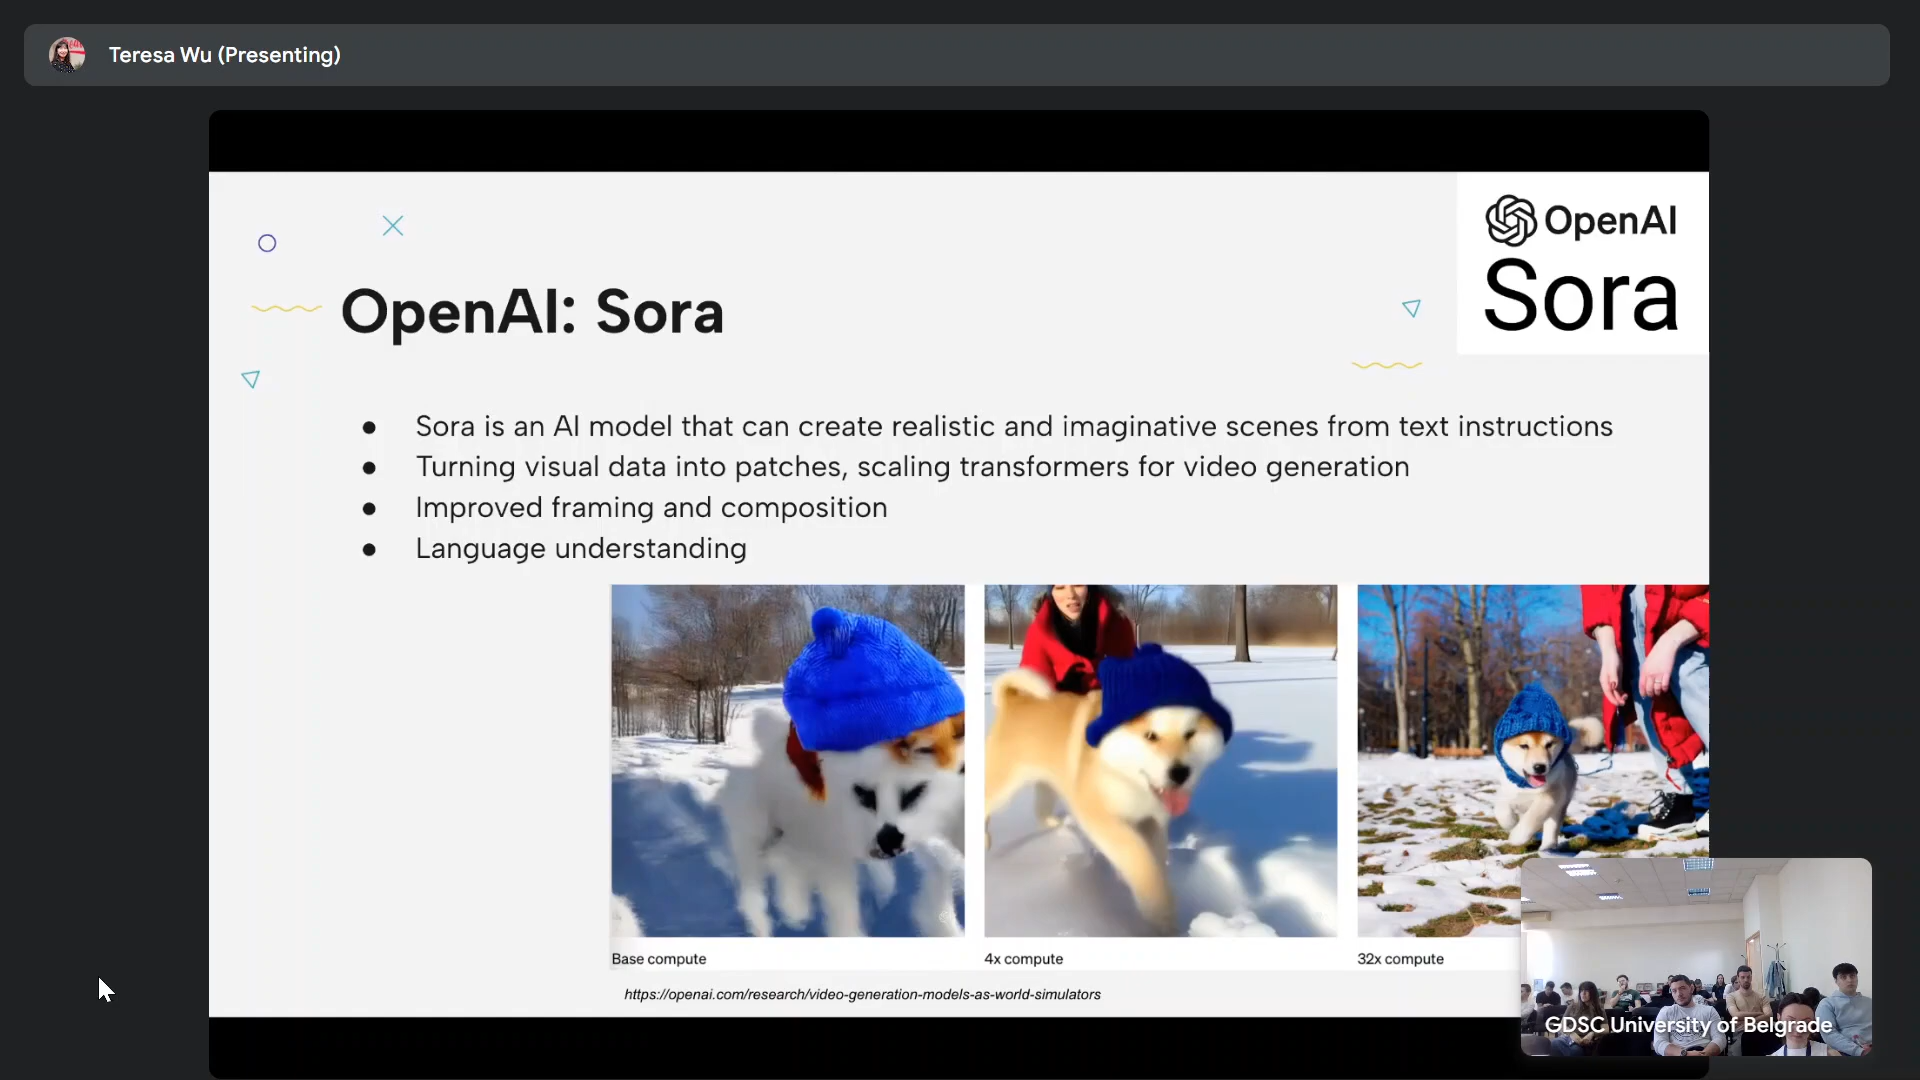 Teresa Wu (Presenting)
OpenAI
Sora
OpenAI: Sora
● Sora is an AI model that can create realistic and imaginative scenes from text instructions
● Turning visual data into patches, scaling transformers for video generation
● Improved framing and composition
● Language understanding
Base compute
4x compute
32x compute
https://openai.com/research/video-generation-models-as-world-simulators
GDSC University of Belgrade